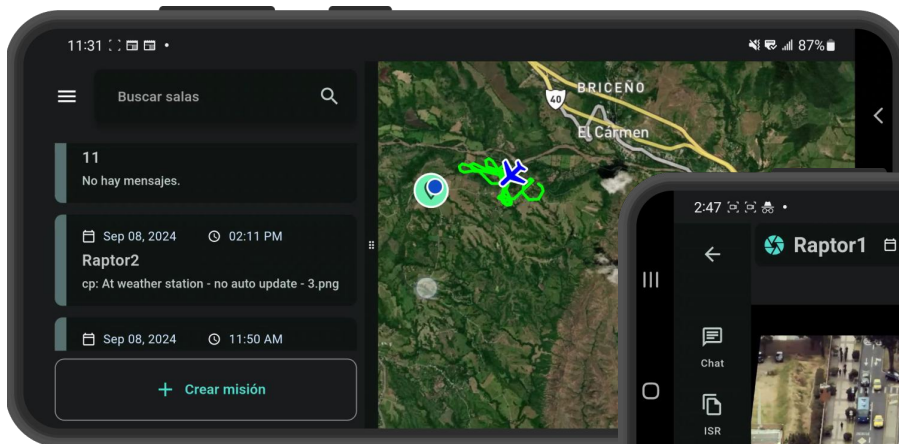 11:31
87%
Buscar salas
11
No hay mensajes.
Sep 08, 2024 02:11 PM
Raptor2
cp: At weather station - no auto update - 3.png
Sep 08, 2024 11:50 AM
+ Crear misión
BRICEÑO
40
El Carmen
2:47
Raptor1
Chat
ISR